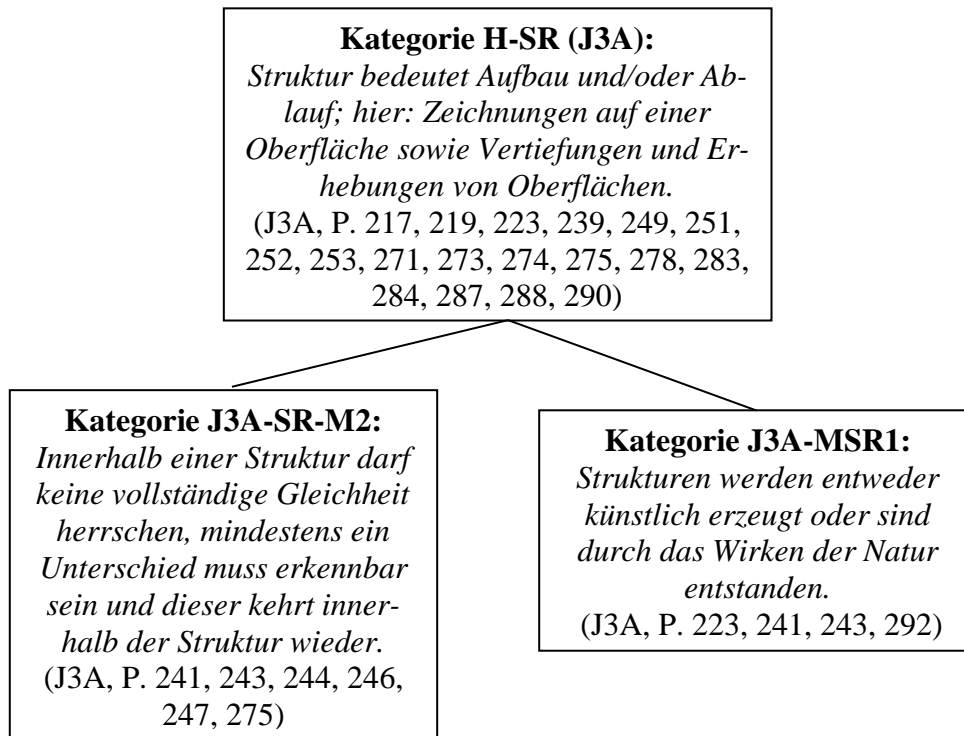 Kategorie H-SR (J3A):
Struktur bedeutet Aufbau und/oder Ab-
lauf; hier: Zeichnungen auf einer
Oberfläche sowie Vertiefungen und Er-
hebungen von Oberflächen.
(J3A, P. 217, 219, 223, 239, 249, 251,
252, 253, 271, 273, 274, 275, 278, 283,
284, 287, 288, 290)
Kategorie J3A-SR-M2:
Innerhalb einer Struktur darf
keine vollständige Gleichheit
herrschen, mindestens ein
Unterschied muss erkennbar
sein und dieser kehrt inner-
halb der Struktur wieder.
(J3A, P. 241, 243, 244, 246,
247, 275)
Kategorie J3A-MSR1:
Strukturen werden entweder
künstlich erzeugt oder sind
durch das Wirken der Natur
entstanden.
(J3A, P. 223, 241, 243, 292)